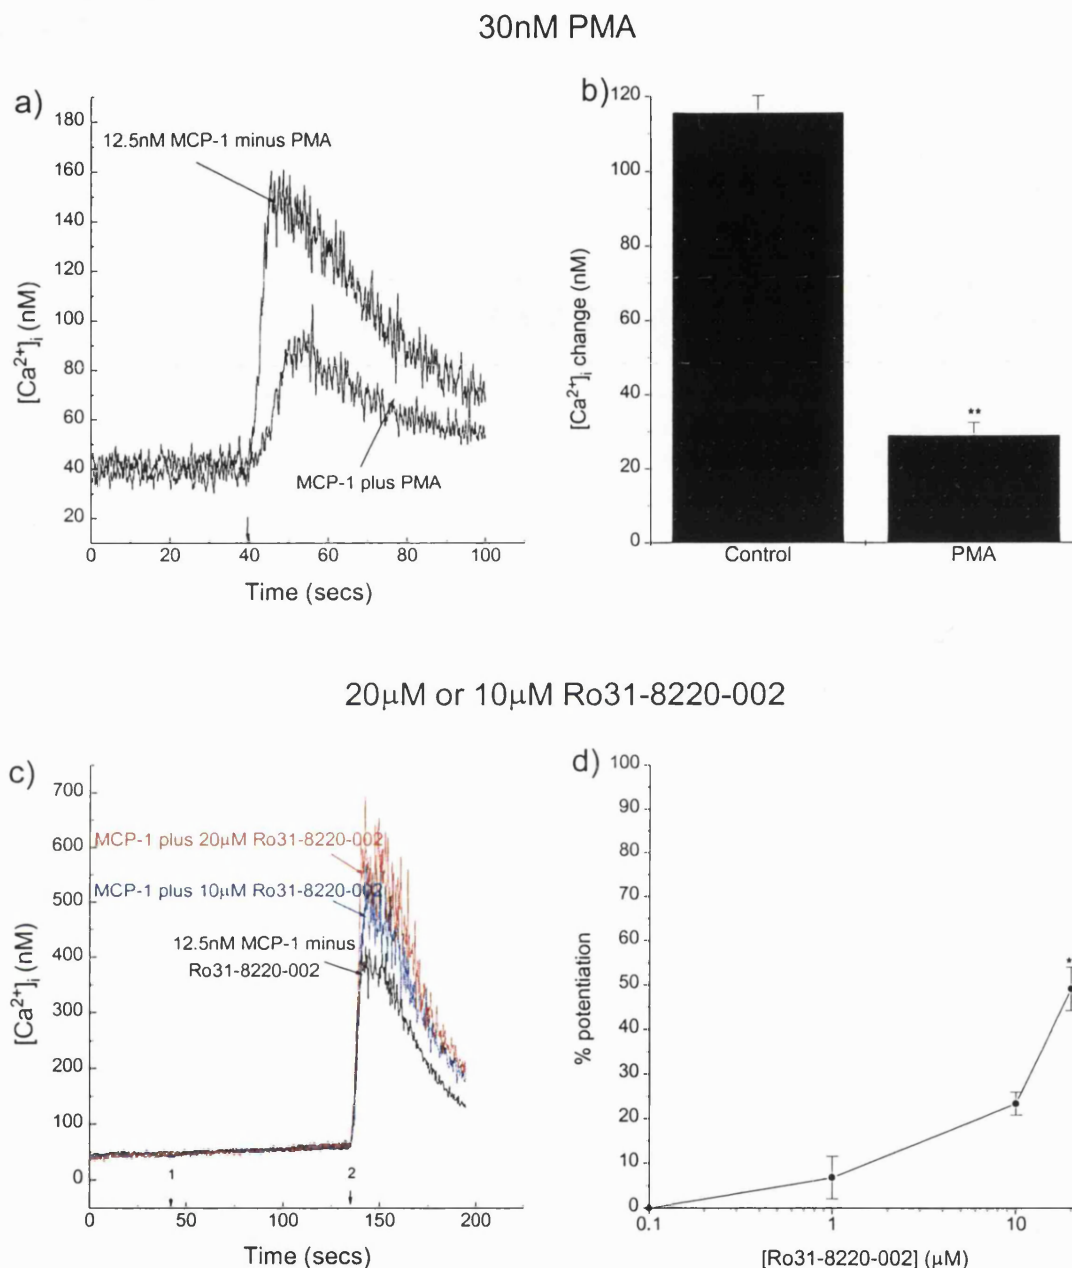 30nM PMA
a)
180
160
140
120
100
80
60
40
20
[Ca²⁺]ᵢ (nM)
12.5nM MCP-1 minus PMA
MCP-1 plus PMA
0 20 40 60 80 100
Time (secs)
b)
120
100
80
60
40
20
0
[Ca²⁺]ᵢ change (nM)
**
Control PMA
20μM or 10μM Ro31-8220-002
c)
700
600
500
400
300
200
100
0
[Ca²⁺]ᵢ (nM)
MCP-1 plus 20μM Ro31-8220-002
MCP-1 plus 10μM Ro31-8220-002
12.5nM MCP-1 minus
Ro31-8220-002
1 2
0 50 100 150 200
Time (secs)
d)
100
90
80
70
60
50
40
30
20
10
0
% potentiation
*
0.1 1 10
[Ro31-8220-002] (μM)